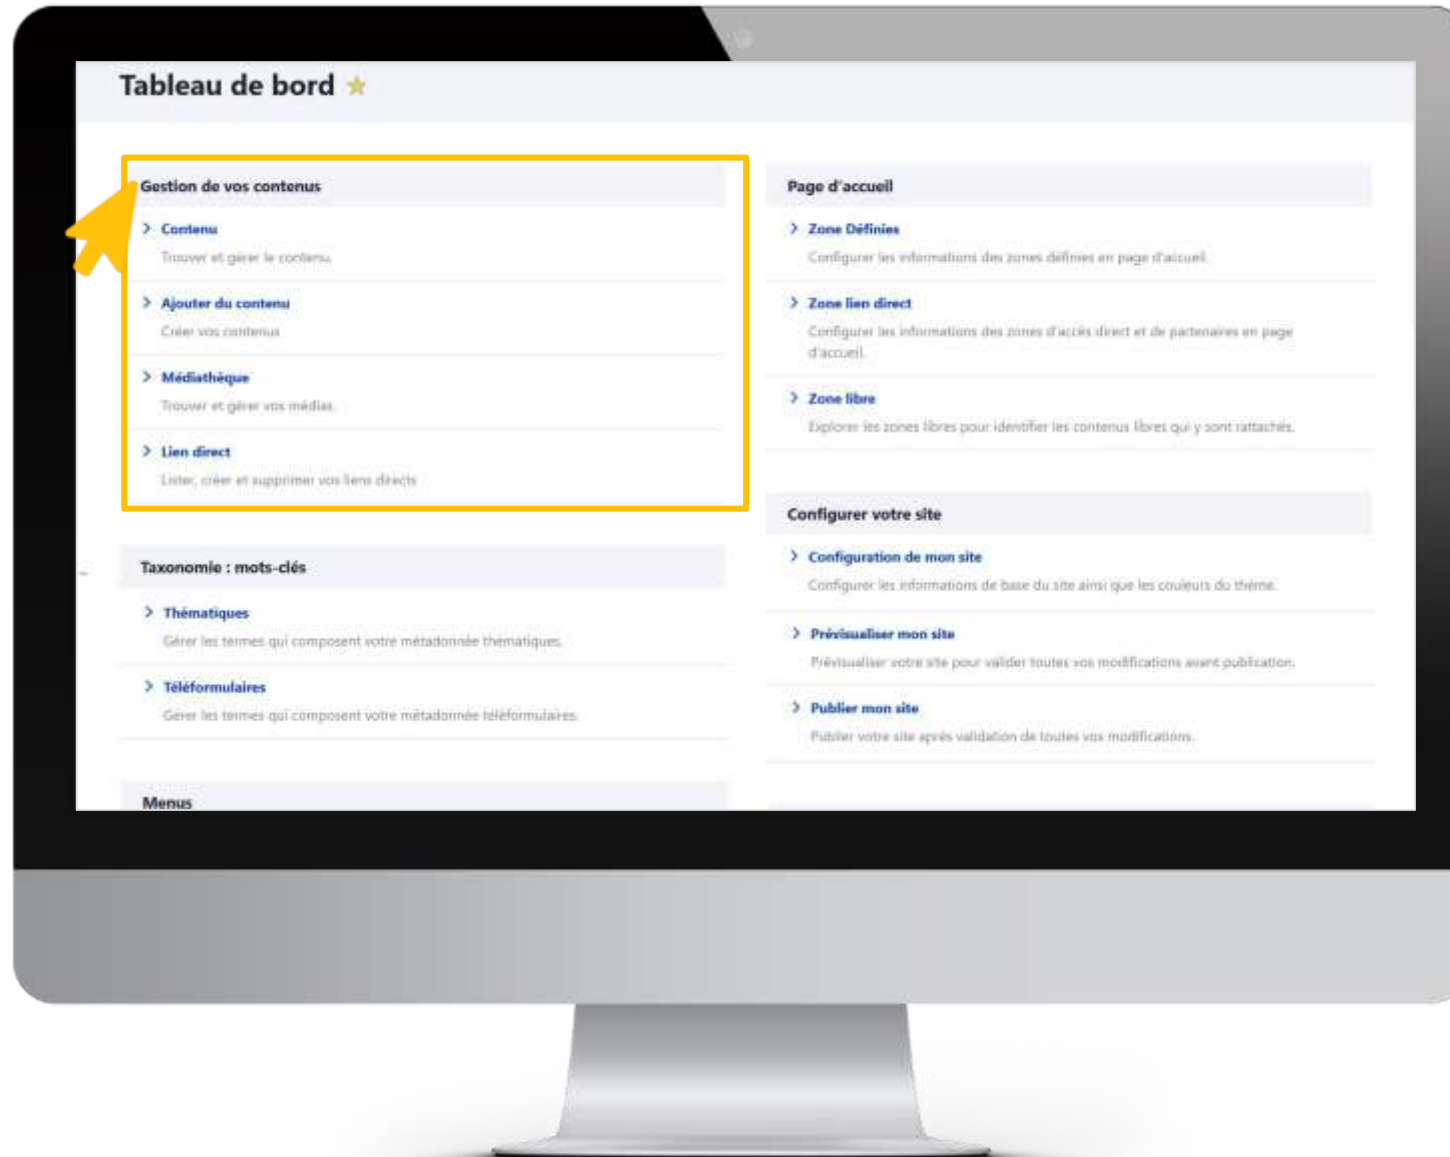 Tableau de bord
Gestion de vos contenus
Contenu
Trouver et gérer le contenu.
Ajouter du contenu
Créer vos contenus
Médiathèque
Trouver et gérer vos médias.
Lien direct
Lister, créer et supprimer vos liens directs
Taxonomie : mots-clés
Thématiques
Gérer les termes qui composent votre métadonnée thématiques.
Téléformulaires
Gérer les termes qui composent votre métadonnée téléformulaires.
Menus
Page d'accueil
Zone Définies
Configurer les informations des zones définies en page d'accueil.
Zone lien direct
Configurer les informations des zones d'accès direct et de partenaires en page
d'accueil.
Zone libre
Explorer les zones libres pour identifier les contenus libres qui y sont rattachés.
Configurer votre site
Configuration de mon site
Configurer les informations de base du site ainsi que les couleurs du thème.
Prévisualiser mon site
Prévisualiser votre site pour valider toutes vos modifications avant publication.
Publier mon site
Publier votre site après validation de toutes vos modifications.